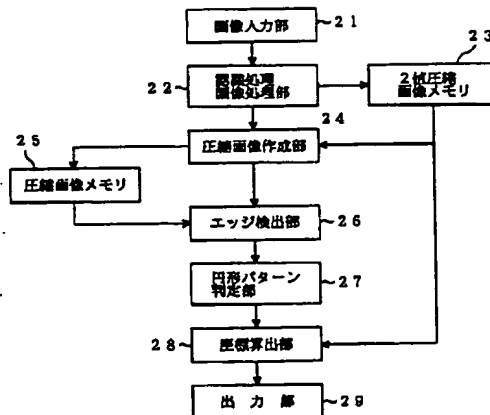 画像入力部
21
認識処理
画像処理部
22
2値圧縮
画像メモリ
23
24
圧縮画像作成部
25
圧縮画像メモリ
エッジ検出部
26
円形パターン
判定部
27
28
座標算出部
出力部
29